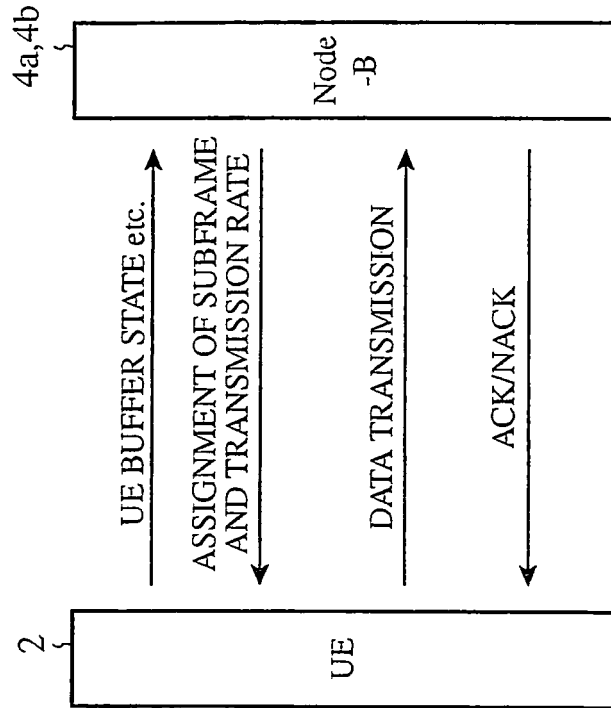 2
4a,4b
UE
Node
-B
UE BUFFER STATE etc.
ASSIGNMENT OF SUBFRAME
AND TRANSMISSION RATE
DATA TRANSMISSION
ACK/NACK